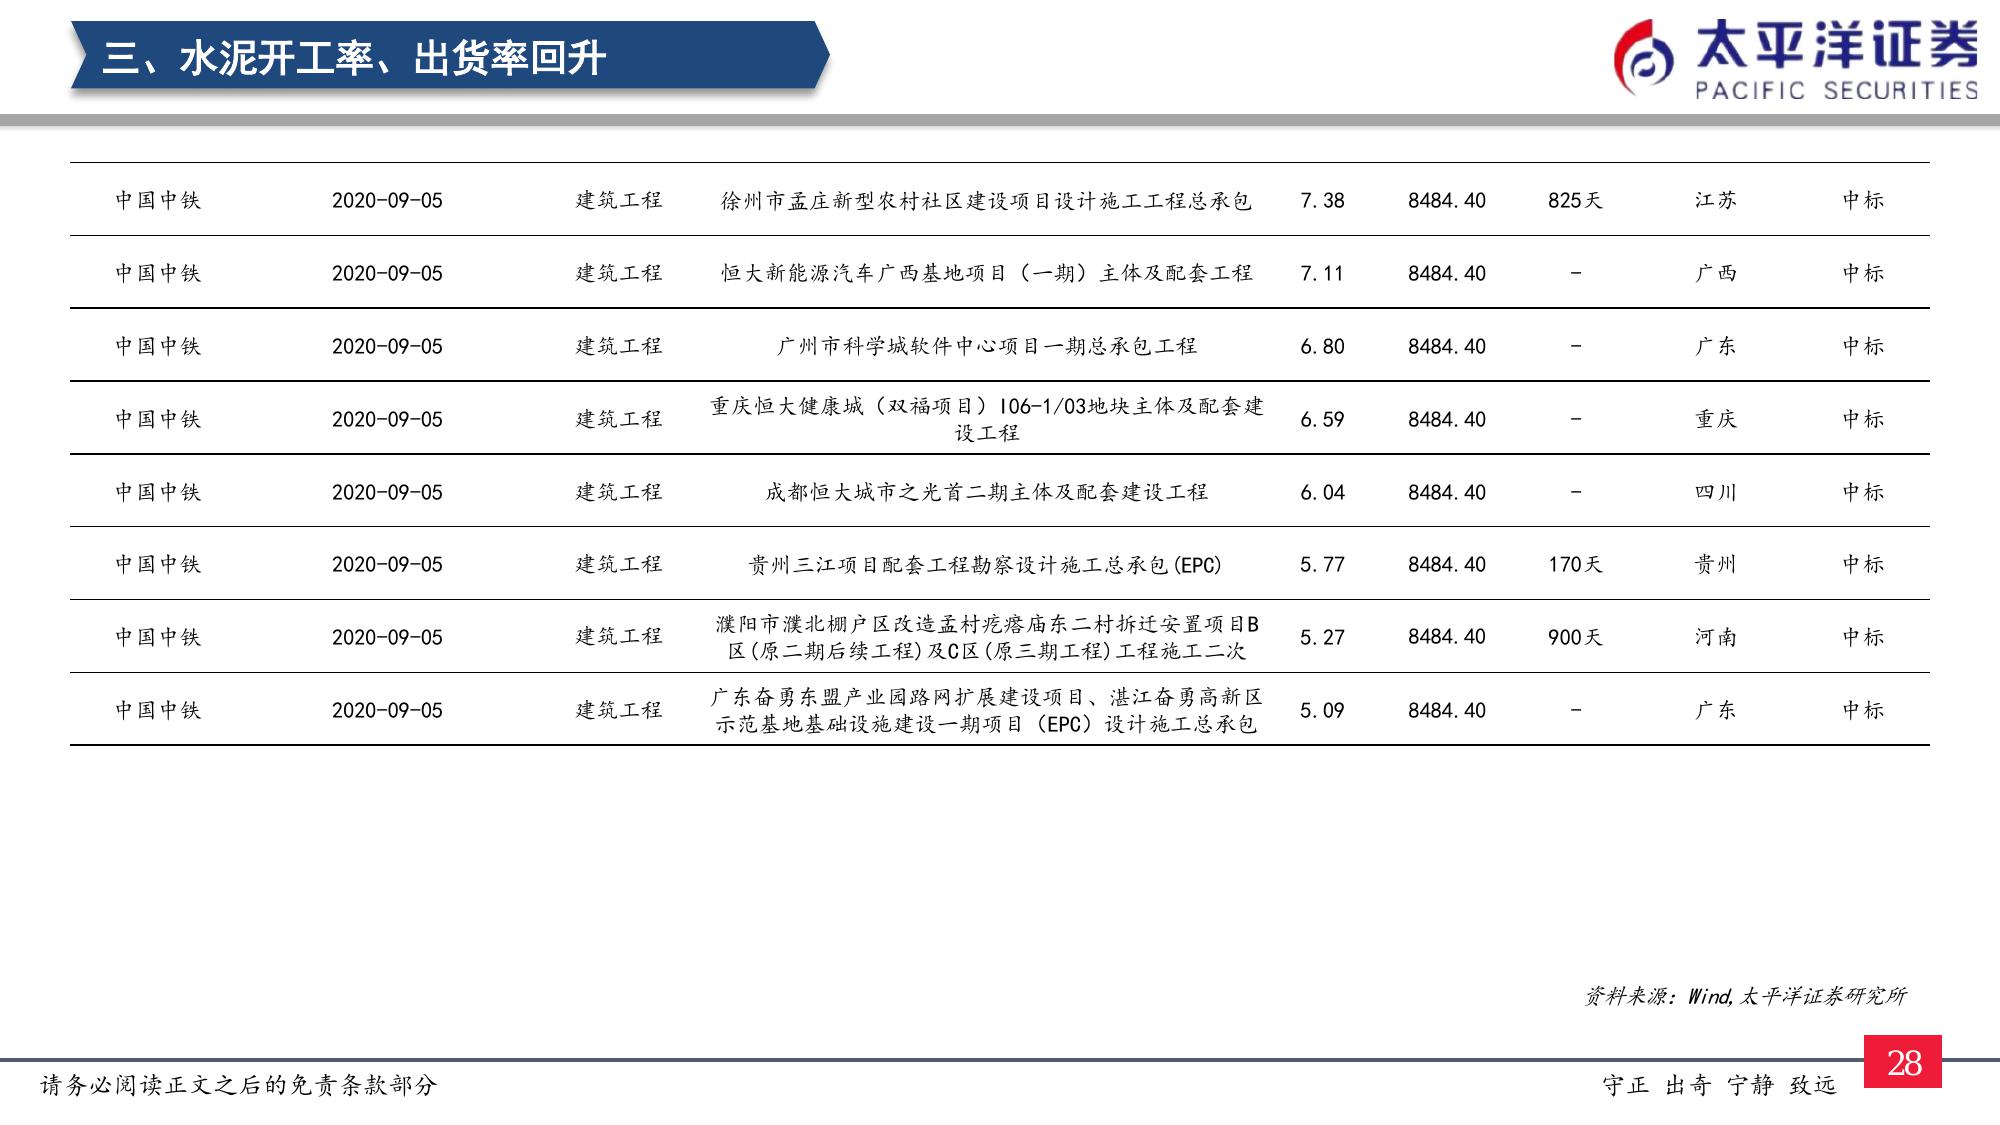 三、水泥开工率、出货率回升
太平洋证券
PACIFIC SECURITIES
中国中铁 2020-09-05 建筑工程 徐州市孟庄新型农村社区建设项目设计施工工程总承包 7.38 8484.40 825天 江苏 中标
中国中铁 2020-09-05 建筑工程 恒大新能源汽车广西基地项目（一期）主体及配套工程 7.11 8484.40 - 广西 中标
中国中铁 2020-09-05 建筑工程 广州市科学城软件中心项目一期总承包工程 6.80 8484.40 - 广东 中标
中国中铁 2020-09-05 建筑工程 重庆恒大健康城（双福项目）I06-1/03地块主体及配套建
设工程 6.59 8484.40 - 重庆 中标
中国中铁 2020-09-05 建筑工程 成都恒大城市之光首二期主体及配套建设工程 6.04 8484.40 - 四川 中标
中国中铁 2020-09-05 建筑工程 贵州三江项目配套工程勘察设计施工总承包(EPC) 5.77 8484.40 170天 贵州 中标
中国中铁 2020-09-05 建筑工程 濮阳市濮北棚户区改造孟村疙瘩庙东二村拆迁安置项目B
区(原二期后续工程)及C区(原三期工程)工程施工二次 5.27 8484.40 900天 河南 中标
中国中铁 2020-09-05 建筑工程 广东奋勇东盟产业园路网扩展建设项目、湛江奋勇高新区
示范基地基础设施建设一期项目（EPC）设计施工总承包 5.09 8484.40 - 广东 中标
资料来源：Wind,太平洋证券研究所
28
请务必阅读正文之后的免责条款部分
守正 出奇 宁静 致远